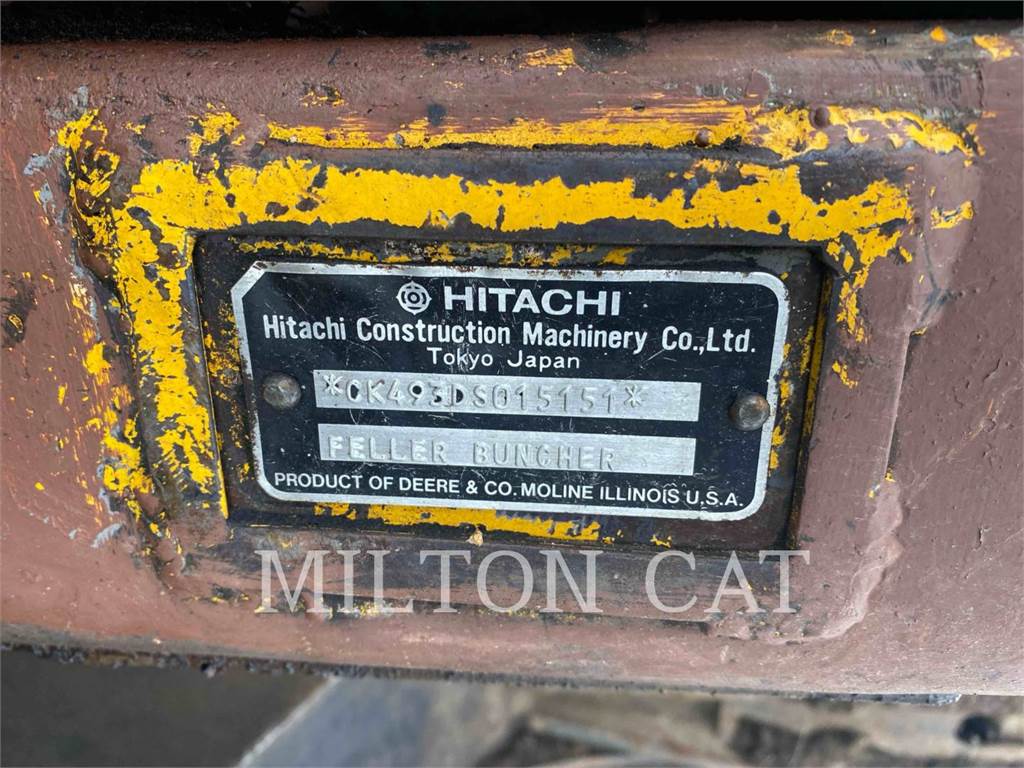 HITACHI
Hitachi Construction Machinery Co.,Ltd.
Tokyo Japan
*CK493DS015151*
FELLER BUNCHER
PRODUCT OF DEERE & CO. MOLINE ILLINOIS U.S.A.
MILTON CAT